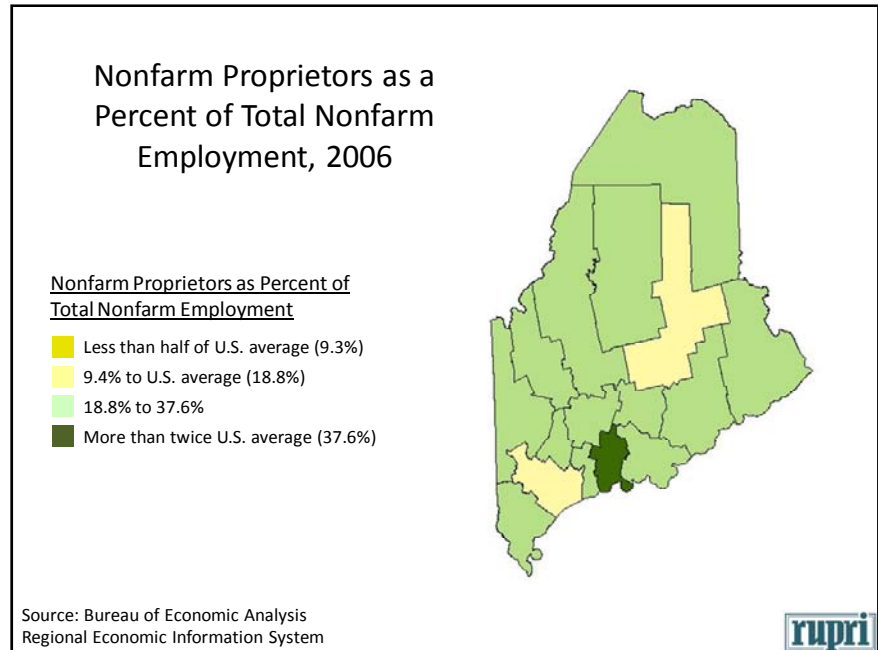 Nonfarm Proprietors as a
Percent of Total Nonfarm
Employment, 2006
Nonfarm Proprietors as Percent of
Total Nonfarm Employment
Less than half of U.S. average (9.3%)
9.4% to U.S. average (18.8%)
18.8% to 37.6%
More than twice U.S. average (37.6%)
Source: Bureau of Economic Analysis
Regional Economic Information System
rupri